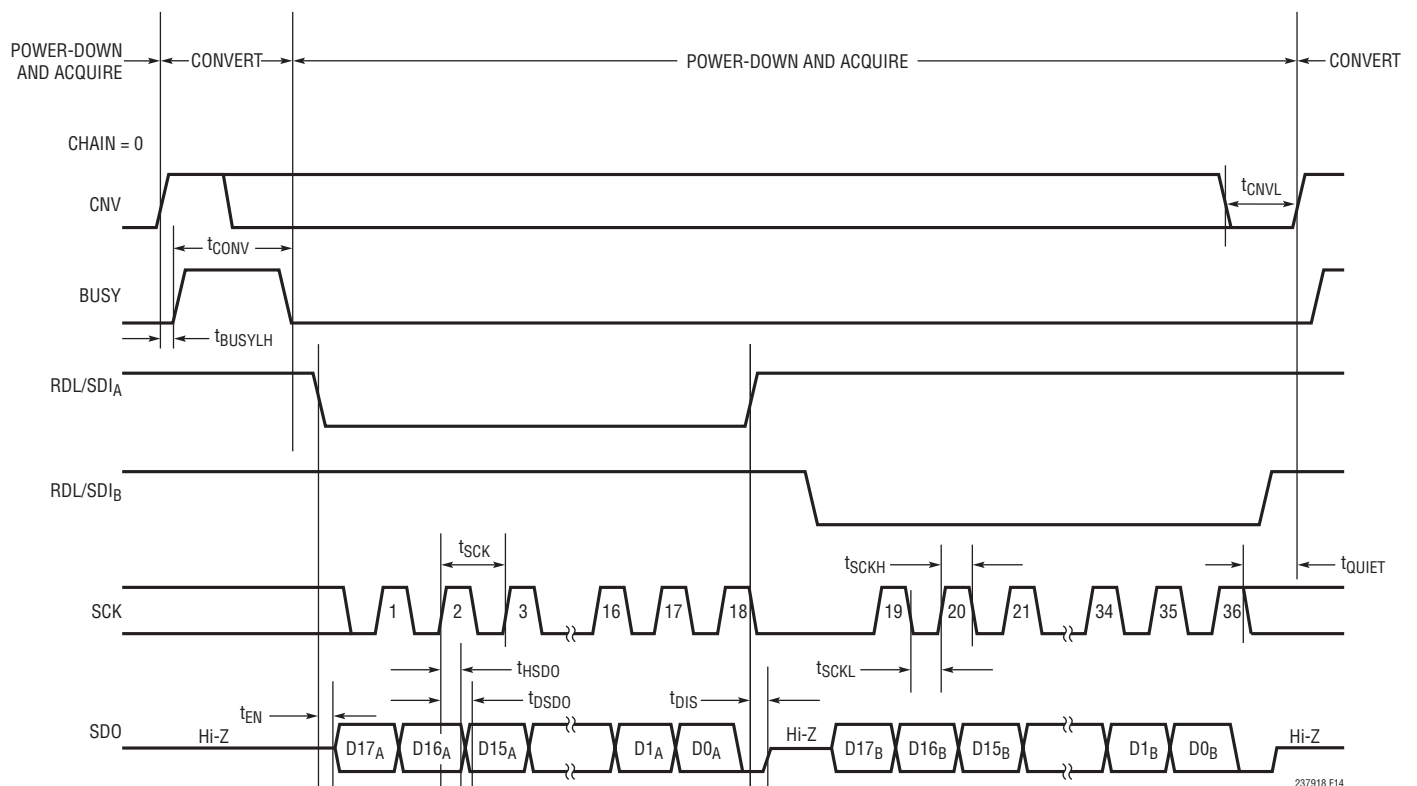 POWER-DOWN
AND ACQUIRE
CONVERT
POWER-DOWN AND ACQUIRE
CONVERT
CHAIN = 0
CNV
tCNVL
tCONV
BUSY
tBUSYLH
RDL/SDIA
RDL/SDIB
tSCK
tSCKH
tQUIET
SCK
1
2
3
16
17
18
19
20
21
34
35
36
tHSDO
tSCKL
tEN
tDSDO
tDIS
SDO
Hi-Z
D17A
D16A
D15A
D1A
D0A
Hi-Z
D17B
D16B
D15B
D1B
D0B
Hi-Z
237918 F14